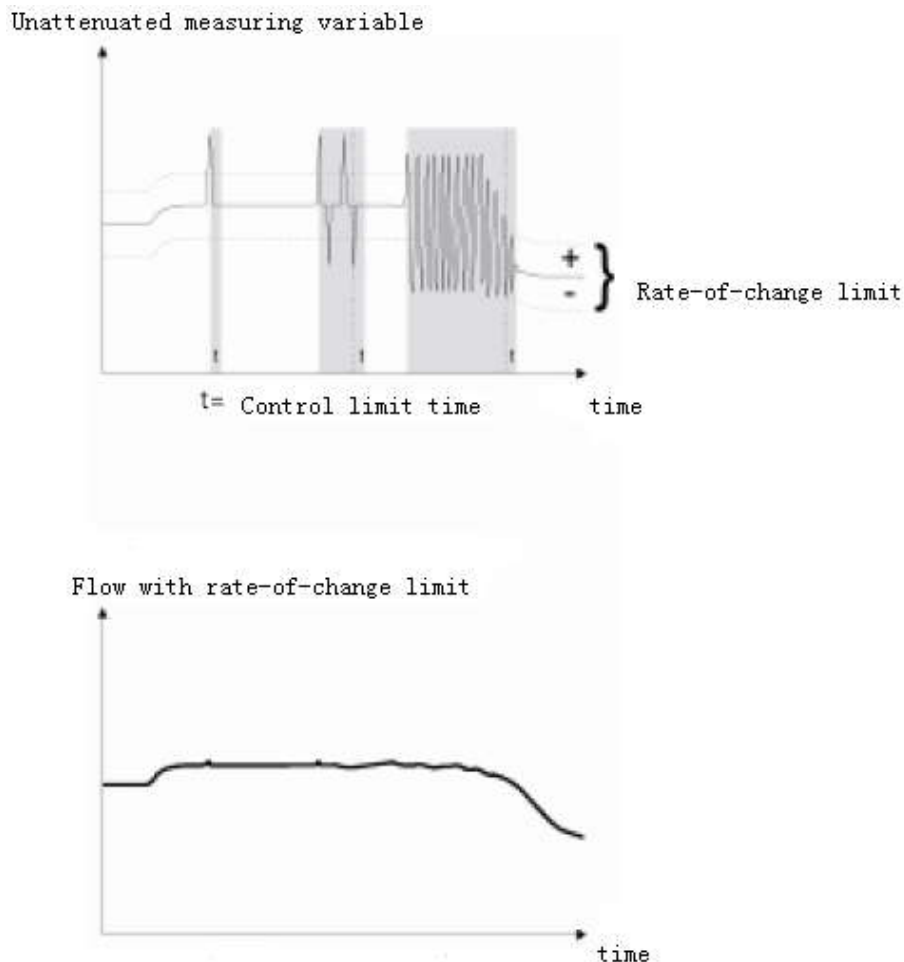 Unattenuated measuring variable
+
-
Rate-of-change limit
t t t
t= Control limit time
time
Flow with rate-of-change limit
time